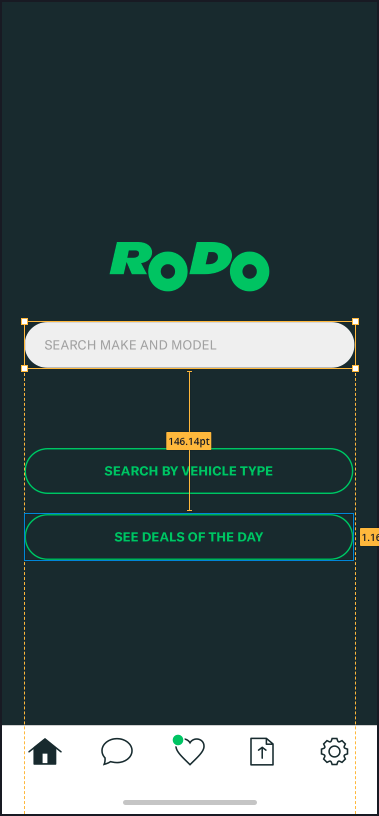 RODO
SEARCH MAKE AND MODEL
146.14pt
SEARCH BY VEHICLE TYPE
SEE DEALS OF THE DAY
1.16